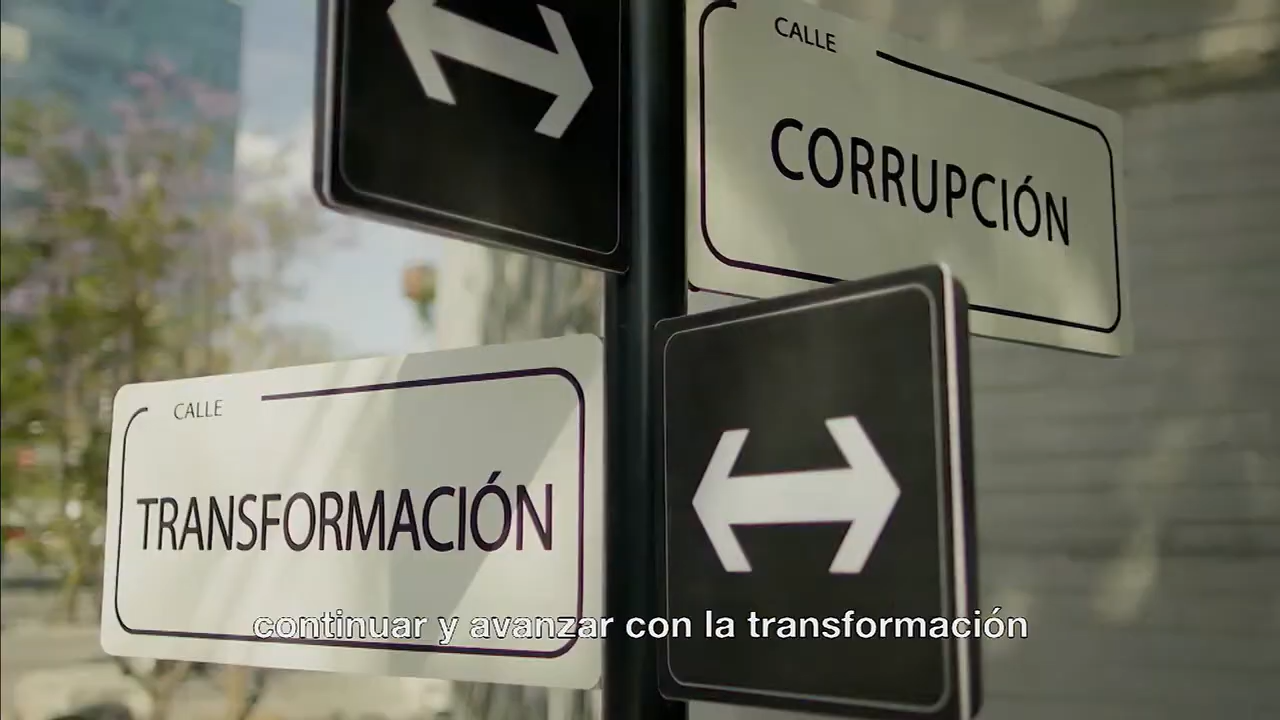 CALLE
CORRUPCIÓN
CALLE
TRANSFORMACIÓN
continuar y avanzar con la transformación